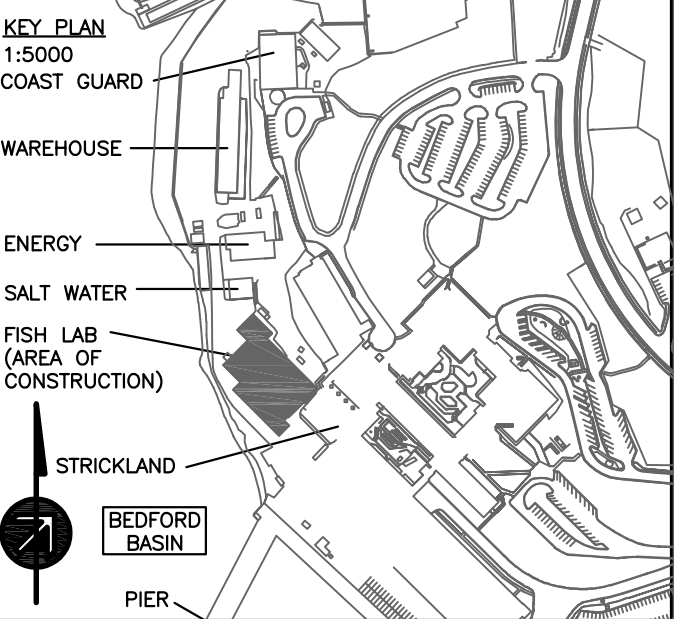 KEY PLAN
1:5000
COAST GUARD
WAREHOUSE
ENERGY
SALT WATER
FISH LAB
(AREA OF
CONSTRUCTION)
STRICKLAND
BEDFORD
BASIN
PIER